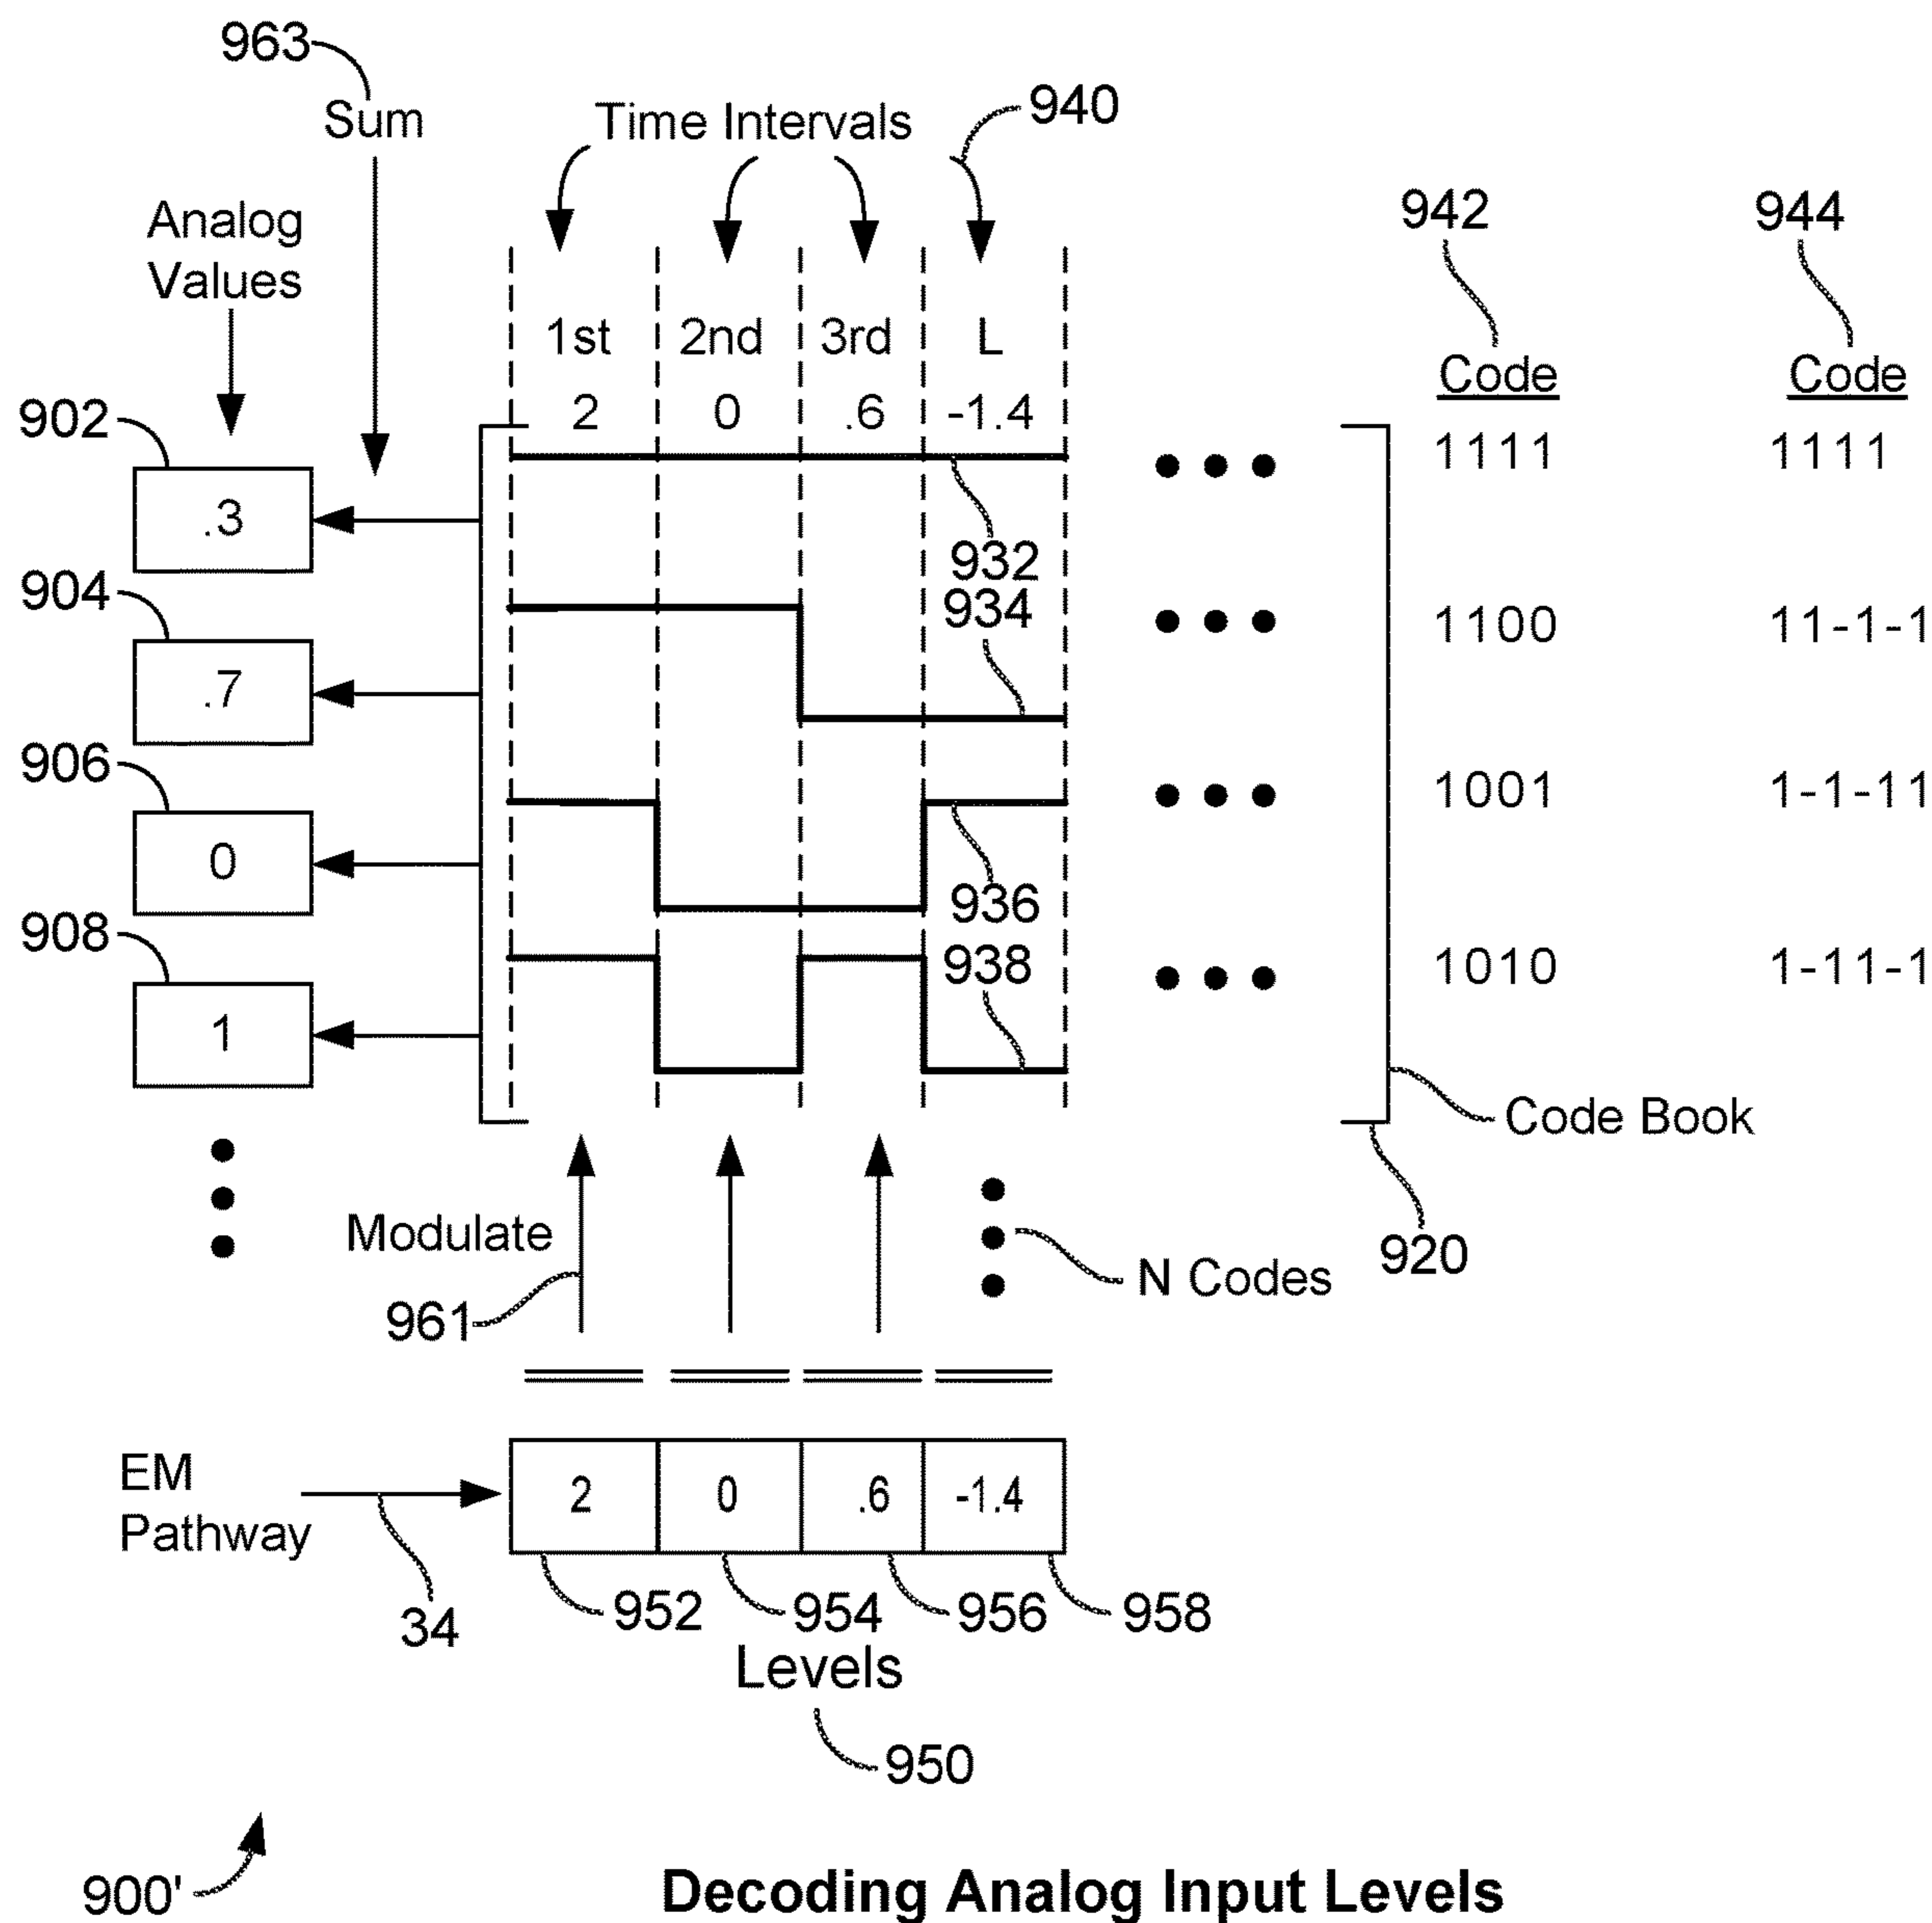 963
Sum
Time Intervals
940
Analog
Values
942
944
1st 2nd 3rd L
Code
Code
2 0 .6 -1.4
902
1111
1111
.3
932
904
934
1100
11-1-1
.7
906
1001
1-1-11
0
936
908
938
1010
1-11-1
1
Code Book
Modulate
920
N Codes
961
EM
Pathway
2 0 .6 -1.4
34
952
954
956
958
Levels
950
900'
Decoding Analog Input Levels